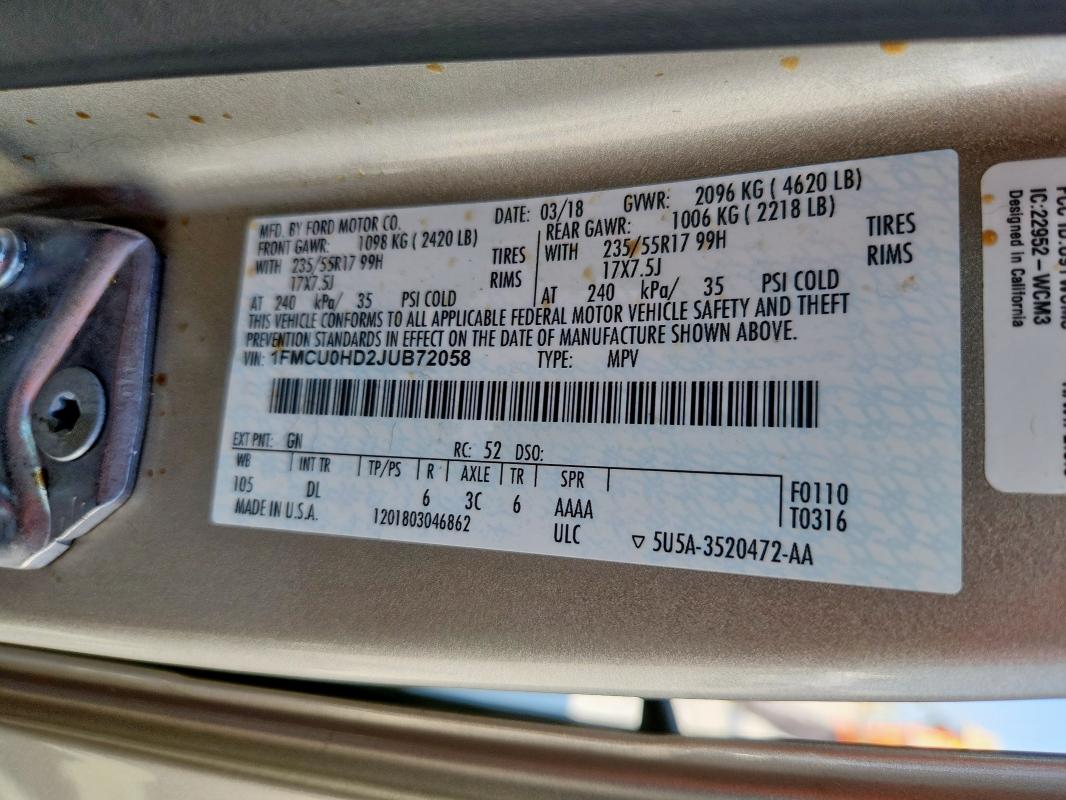 MFD. BY FORD MOTOR CO.
DATE: 03/18 GVWR: 2096 KG ( 4620 LB)
FRONT GAWR: 1098 KG ( 2420 LB)
WITH 235/55R17 99H TIRES
17X7.5J RIMS
AT 240 kPa/ 35 PSI COLD
REAR GAWR: 1006 KG ( 2218 LB)
WITH 235/55R17 99H TIRES
17X7.5J RIMS
AT 240 kPa/ 35 PSI COLD
THIS VEHICLE CONFORMS TO ALL APPLICABLE FEDERAL MOTOR VEHICLE SAFETY AND THEFT
PREVENTION STANDARDS IN EFFECT ON THE DATE OF MANUFACTURE SHOWN ABOVE.
VIN: 1FMCU0HD2JUB72058 TYPE: MPV
EXT PNT: GN RC: 52 DSO:
WB INT TR TP/PS R AXLE TR SPR
105 DL 6 3C 6 AAAA F0110
MADE IN U.S.A. 1201803046862 ULC T0316
▽ 5U5A-3520472-AA
IC:22952 -WCM3
Designed in California